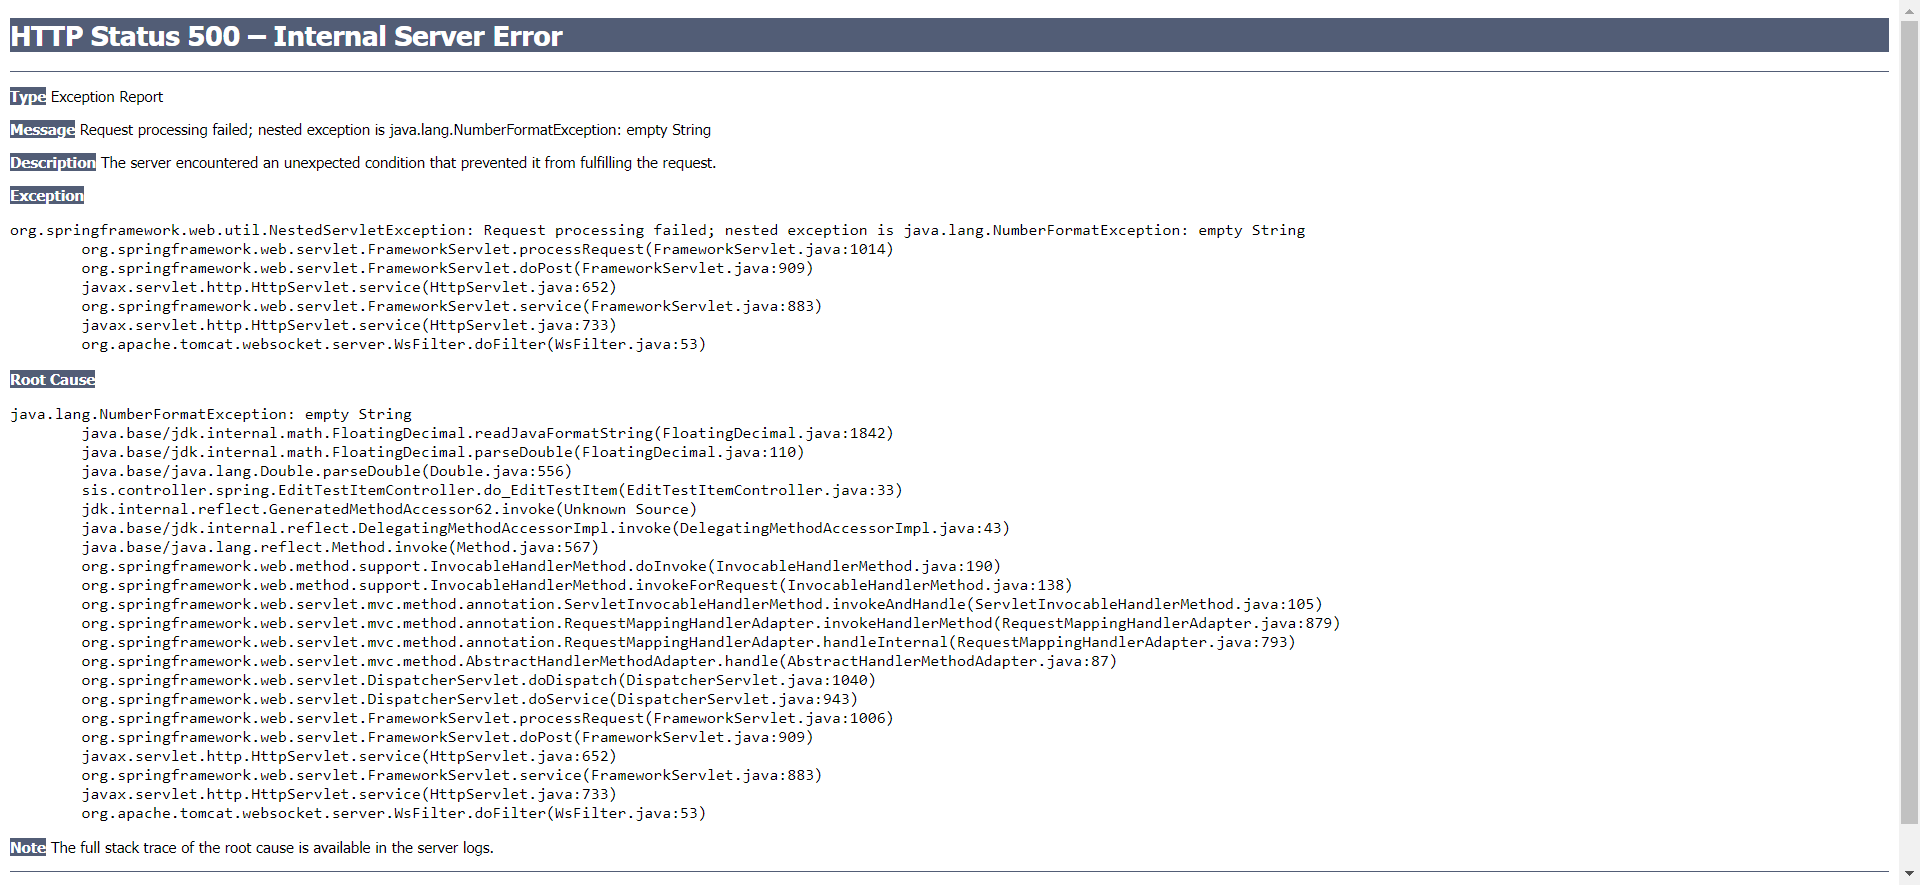 HTTP Status 500 – Internal Server Error
Type Exception Report
Message Request processing failed; nested exception is java.lang.NumberFormatException: empty String
Description The server encountered an unexpected condition that prevented it from fulfilling the request.
Exception
org.springframework.web.util.NestedServletException: Request processing failed; nested exception is java.lang.NumberFormatException: empty String
org.springframework.web.servlet.FrameworkServlet.processRequest(FrameworkServlet.java:1014)
org.springframework.web.servlet.FrameworkServlet.doPost(FrameworkServlet.java:909)
javax.servlet.http.HttpServlet.service(HttpServlet.java:652)
org.springframework.web.servlet.FrameworkServlet.service(FrameworkServlet.java:883)
javax.servlet.http.HttpServlet.service(HttpServlet.java:733)
org.apache.tomcat.websocket.server.WsFilter.doFilter(WsFilter.java:53)
Root Cause
java.lang.NumberFormatException: empty String
java.base/jdk.internal.math.FloatingDecimal.readJavaFormatString(FloatingDecimal.java:1842)
java.base/jdk.internal.math.FloatingDecimal.parseDouble(FloatingDecimal.java:110)
java.base/java.lang.Double.parseDouble(Double.java:556)
sis.controller.spring.EditTestItemController.do_EditTestItem(EditTestItemController.java:33)
jdk.internal.reflect.GeneratedMethodAccessor62.invoke(Unknown Source)
java.base/jdk.internal.reflect.DelegatingMethodAccessorImpl.invoke(DelegatingMethodAccessorImpl.java:43)
java.base/java.lang.reflect.Method.invoke(Method.java:567)
org.springframework.web.method.support.InvocableHandlerMethod.doInvoke(InvocableHandlerMethod.java:190)
org.springframework.web.method.support.InvocableHandlerMethod.invokeForRequest(InvocableHandlerMethod.java:138)
org.springframework.web.servlet.mvc.method.annotation.ServletInvocableHandlerMethod.invokeAndHandle(ServletInvocableHandlerMethod.java:105)
org.springframework.web.servlet.mvc.method.annotation.RequestMappingHandlerAdapter.invokeHandlerMethod(RequestMappingHandlerAdapter.java:879)
org.springframework.web.servlet.mvc.method.annotation.RequestMappingHandlerAdapter.handleInternal(RequestMappingHandlerAdapter.java:793)
org.springframework.web.servlet.mvc.method.AbstractHandlerMethodAdapter.handle(AbstractHandlerMethodAdapter.java:87)
org.springframework.web.servlet.DispatcherServlet.doDispatch(DispatcherServlet.java:1040)
org.springframework.web.servlet.DispatcherServlet.doService(DispatcherServlet.java:943)
org.springframework.web.servlet.FrameworkServlet.processRequest(FrameworkServlet.java:1006)
org.springframework.web.servlet.FrameworkServlet.doPost(FrameworkServlet.java:909)
javax.servlet.http.HttpServlet.service(HttpServlet.java:652)
org.springframework.web.servlet.FrameworkServlet.service(FrameworkServlet.java:883)
javax.servlet.http.HttpServlet.service(HttpServlet.java:733)
org.apache.tomcat.websocket.server.WsFilter.doFilter(WsFilter.java:53)
Note The full stack trace of the root cause is available in the server logs.